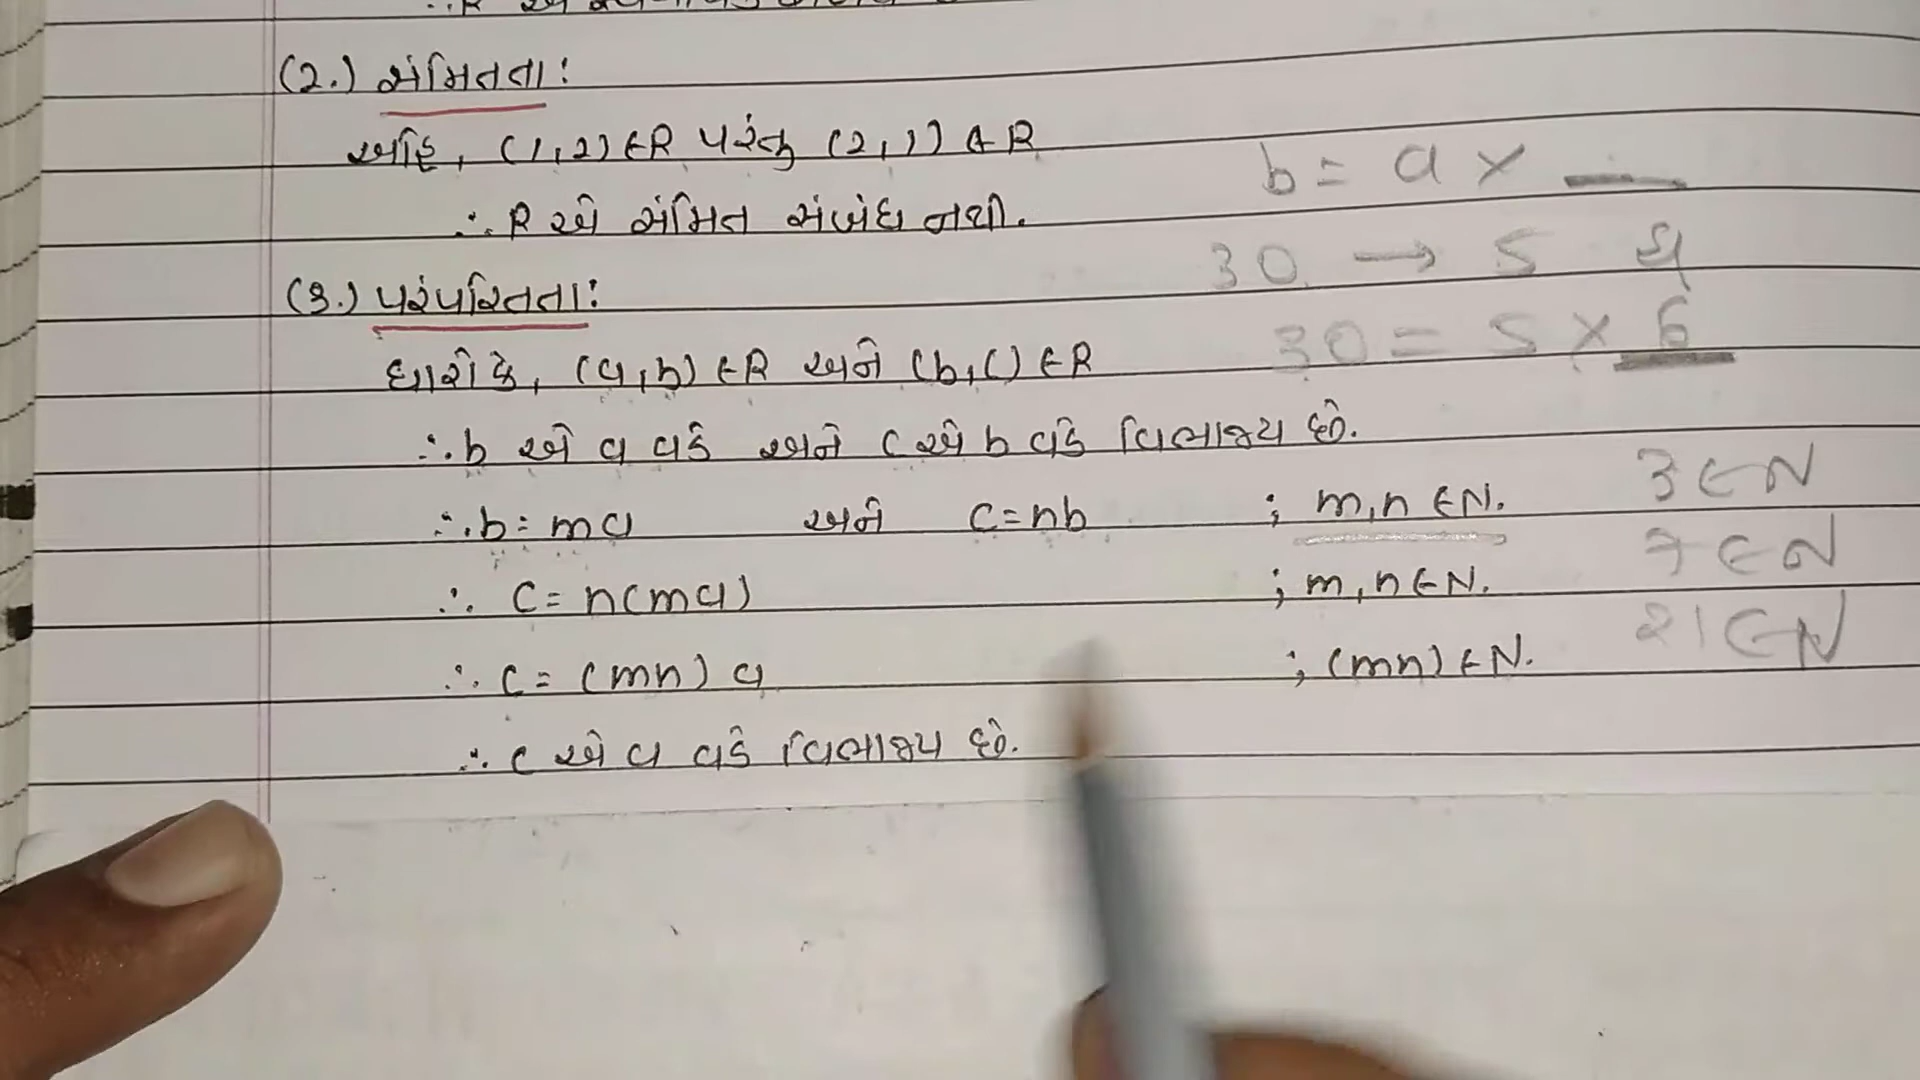 (2.) સંમિતતા :
અહિં, (1,2) ∈ R પરંતુ (2,1) ∉ R
∴ R એ સંમિત સંબંધ નથી.
(3.) પરંપરિતતા :
ધારો કે, (a,b) ∈ R અને (b,c) ∈ R
∴ b એ a વડે અને c એ b વડે વિભાજ્ય છે.
∴ b = ma અને c = nb ; m,n ∈ N.
∴ c = n(ma) ; m,n ∈ N.
∴ c = (mn) a ; (mn) ∈ N.
∴ c એ a વડે વિભાજ્ય છે.
b = a ×
30 → 5
30 = 5 × 6
3 ∈ N
7 ∈ N
21 ∈ N